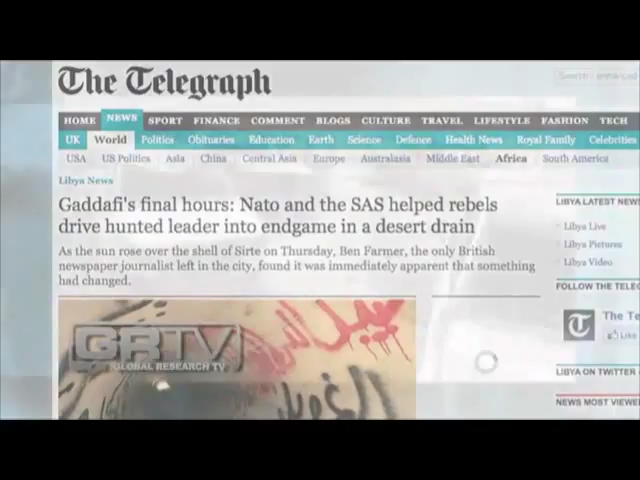 The Telegraph
HOME NEWS SPORT FINANCE COMMENT BLOGS CULTURE TRAVEL LIFESTYLE FASHION TECH
UK World Politics Obituaries Education Earth Science Defence Health News Royal Family Celebrities
USA US Politics Asia China Central Asia Europe Australasia Middle East Africa South America
Libya News
Gaddafi's final hours: Nato and the SAS helped rebels
drive hunted leader into endgame in a desert drain
As the sun rose over the shell of Sirte on Thursday, Ben Farmer, the only British
newspaper journalist left in the city, found it was immediately apparent that something
had changed.
LIBYA LATEST NEWS
Libya Live
Libya Pictures
Libya Video
FOLLOW THE TELEG
The Te
Like
LIBYA ON TWITTER
NEWS MOST VIEWE
GRTV
GLOBAL RESEARCH TV